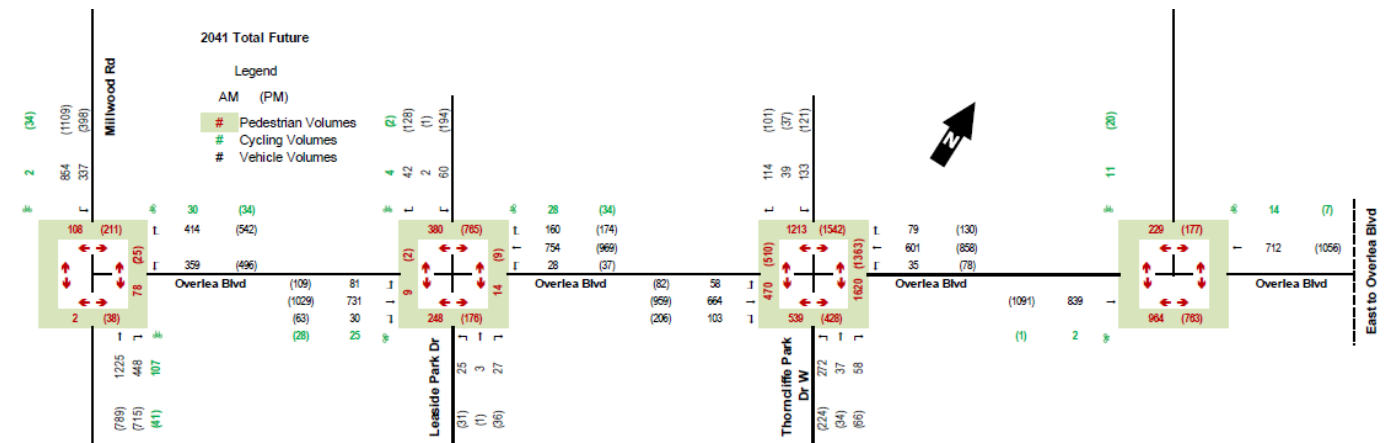 2041 Total Future
Legend
AM (PM)
# Pedestrian Volumes
# Cycling Volumes
# Vehicle Volumes
N
Millwood Rd
(34) (1109) (398)
2 854 337
30 (34)
414 (542)
359 (496)
108 (211)
(25)
78
2 (38)
1225 448 107
(789) (715) (41)
Overlea Blvd
(109) 81
(1029) 731
(63) 30
(28) 25
(2) (128) (1) (194)
4 42 2 60
28 (34)
160 (174)
754 (969)
28 (37)
380 (765)
(2) (9)
9 14
248 (176)
Leaside Park Dr
25 3 27
(31) (1) (36)
Overlea Blvd
(82) 58
(959) 664
(206) 103
(101) (37) (121)
114 39 133
79 (130)
601 (858)
35 (78)
1213 (1542)
(510) (1363)
470 1620
539 (428)
Thorncliffe Park Dr W
272 37 58
(224) (34) (66)
Overlea Blvd
(1091) 839
(1) 2
(20)
11
14 (7)
712 (1056)
229 (177)
964 (763)
Overlea Blvd
East to Overlea Blvd